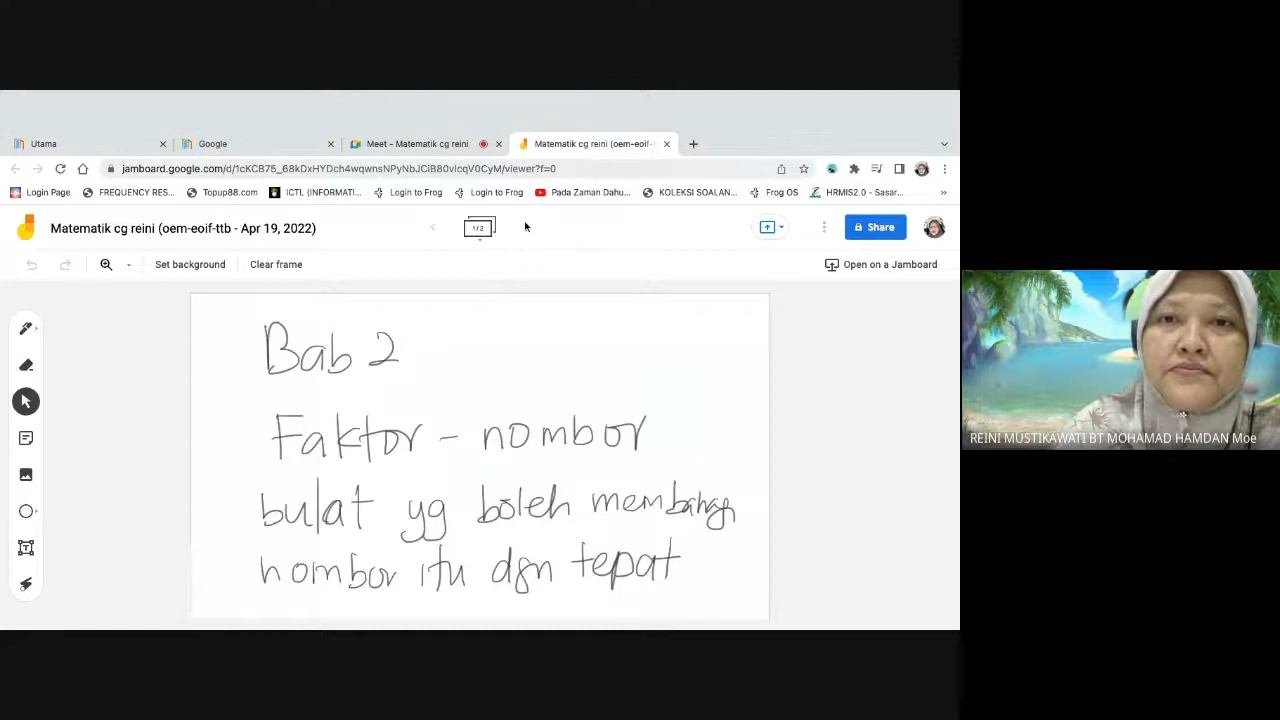 Utama
Google
Meet - Matematik cg reini
Matematik cg reini (oem-eoif-
jamboard.google.com/d/1cKCB75_68kDxHYDch4wqwnsNPyNbJCiB80vlcqV0CyM/viewer?f=0
Login Page
FREQUENCY RES...
Topup88.com
ICTL (INFORMATI...
Login to Frog
Login to Frog
Pada Zaman Dahu...
KOLEKSI SOALAN...
Frog OS
HRMIS2.0 - Sasar...
»
Matematik cg reini (oem-eoif-ttb - Apr 19, 2022)
1/2
Share
Set background
Clear frame
Open on a Jamboard
Bab 2
Faktor - nombor
bulat yg boleh membahagi
nombor itu dgn tepat
REINI MUSTIKAWATI BT MOHAMAD HAMDAN Moe